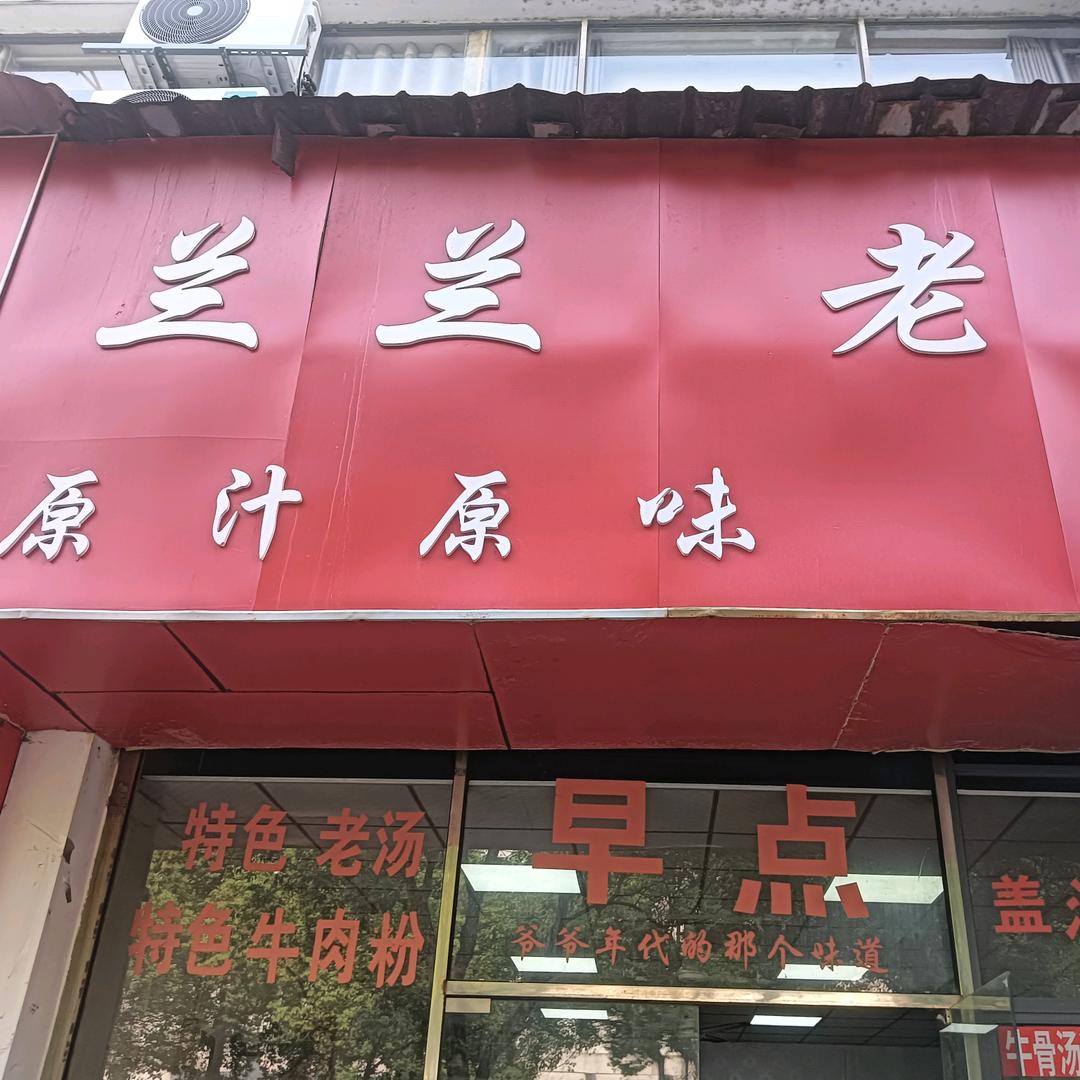 兰兰老
原汁原味
特色 老汤
特色牛肉粉
早点
爷爷年代的那个味道
盖
牛骨汤